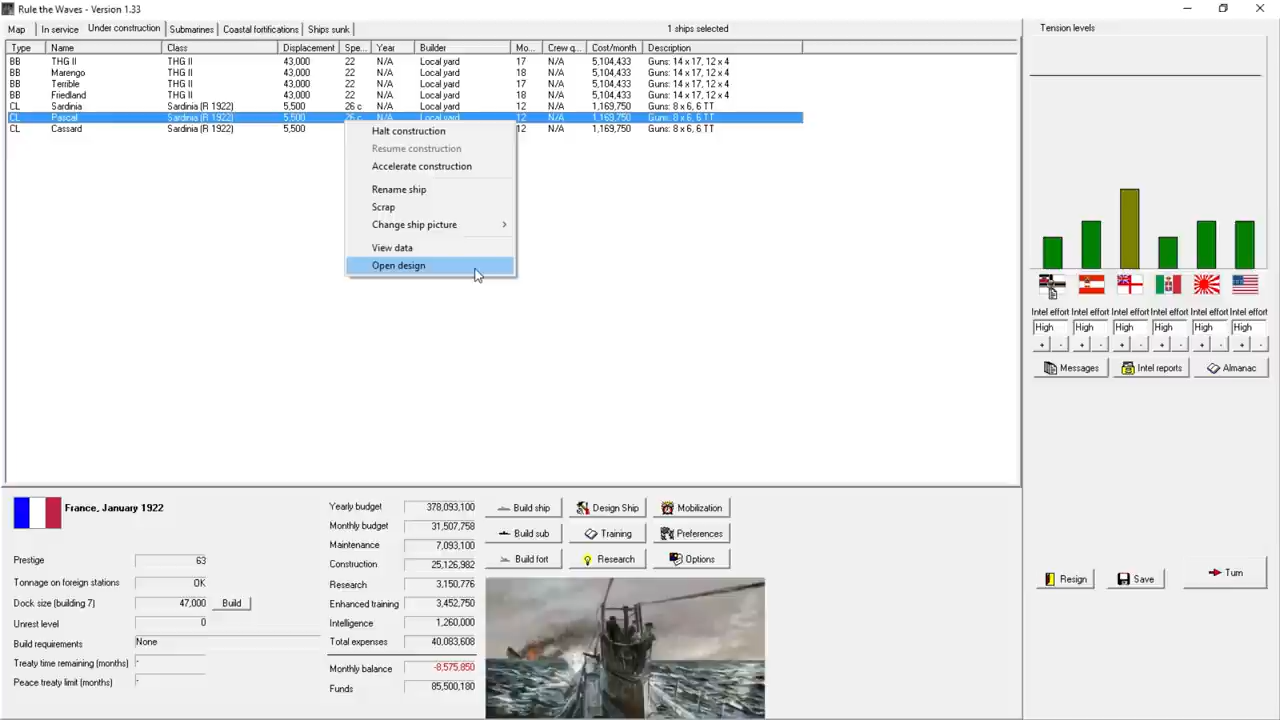 Rule the Waves - Version 1.33
Map In service Under construction Submarines Coastal fortifications Ships sunk 1 ships selected
Type Name Class Displacement Spe... Year Builder Mo... Crew q... Cost/month Description
BB THG II THG II 43,000 22 N/A Local yard 17 N/A 5,104,433 Guns: 14 x 17, 12 x 4
BB Marengo THG II 43,000 22 N/A Local yard 18 N/A 5,104,433 Guns: 14 x 17, 12 x 4
BB Terrible THG II 43,000 22 N/A Local yard 17 N/A 5,104,433 Guns: 14 x 17, 12 x 4
BB Friedland THG II 43,000 22 N/A Local yard 18 N/A 5,104,433 Guns: 14 x 17, 12 x 4
CL Sardinia Sardinia (R 1922) 5,500 26 c N/A Local yard 12 N/A 1,169,750 Guns: 8 x 6, 6 TT
CL Pascal Sardinia (R 1922) 5,500 26 c N/A Local yard 12 N/A 1,169,750 Guns: 8 x 6, 6 TT
CL Cassard Sardinia (R 1922) 5,500 12 N/A 1,169,750 Guns: 8 x 6, 6 TT
Halt construction
Resume construction
Accelerate construction
Rename ship
Scrap
Change ship picture
View data
Open design
Tension levels
Intel effort Intel effort Intel effort Intel effort Intel effort Intel effort
High High High High High High
+ - + - + - + - + - + -
Messages Intel reports Almanac
France, January 1922
Prestige 63
Tonnage on foreign stations OK
Dock size (building 7) 47,000 Build
Unrest level 0
Build requirements None
Treaty time remaining (months) -
Peace treaty limit (months) -
Yearly budget 378,093,100
Monthly budget 31,507,758
Maintenance 7,093,100
Construction 25,126,982
Research 3,150,776
Enhanced training 3,452,750
Intelligence 1,260,000
Total expenses 40,083,608
Monthly balance -8,575,850
Funds 85,500,180
Build ship Design Ship Mobilization
Build sub Training Preferences
Build fort Research Options
Resign Save Turn